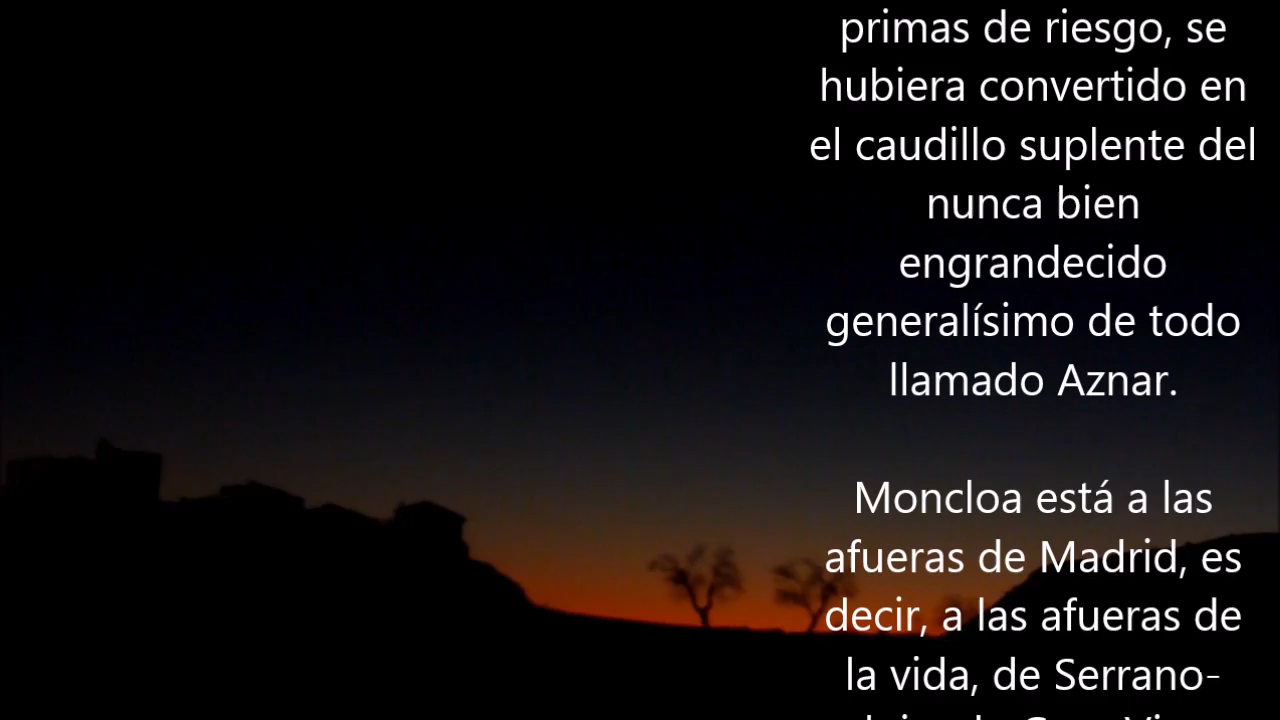 primas de riesgo, se
hubiera convertido en
el caudillo suplente del
nunca bien
engrandecido
generalísimo de todo
llamado Aznar.
Moncloa está a las
afueras de Madrid, es
decir, a las afueras de
la vida, de Serrano-